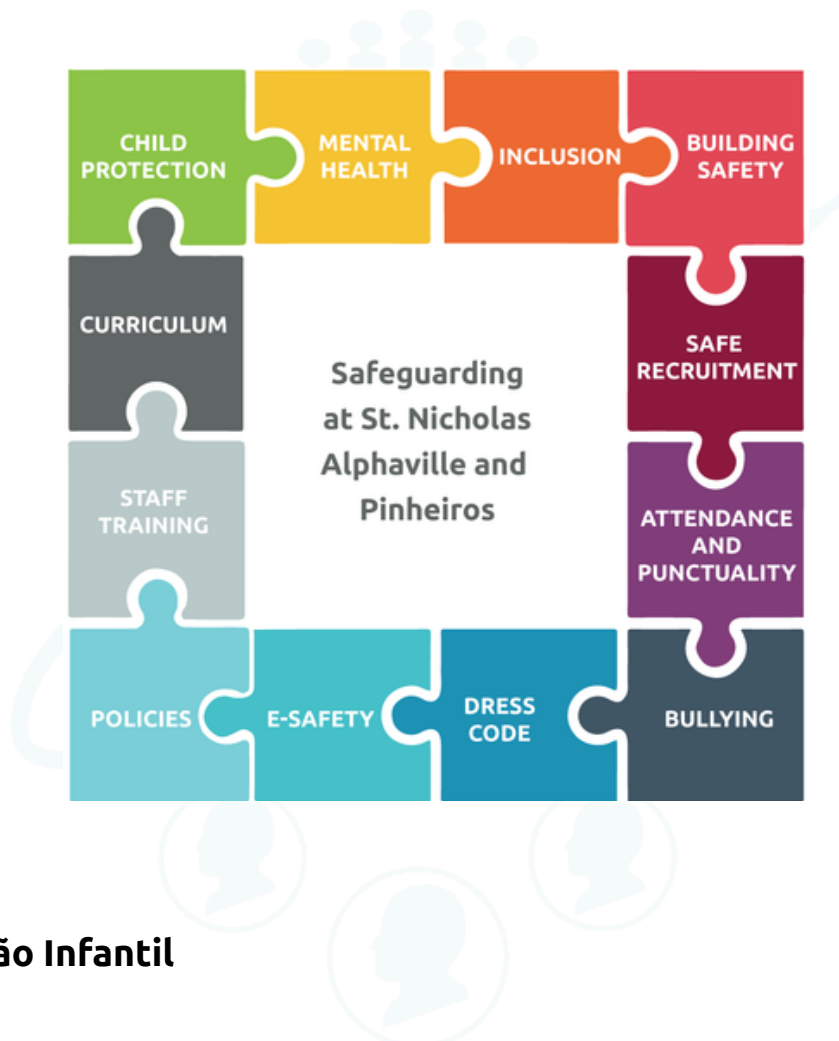 CHILD
PROTECTION
MENTAL
HEALTH
INCLUSION
BUILDING
SAFETY
CURRICULUM
Safeguarding
at St. Nicholas
Alphaville and
Pinheiros
SAFE
RECRUITMENT
STAFF
TRAINING
ATTENDANCE
AND
PUNCTUALITY
POLICIES
E-SAFETY
DRESS
CODE
BULLYING
ão Infantil